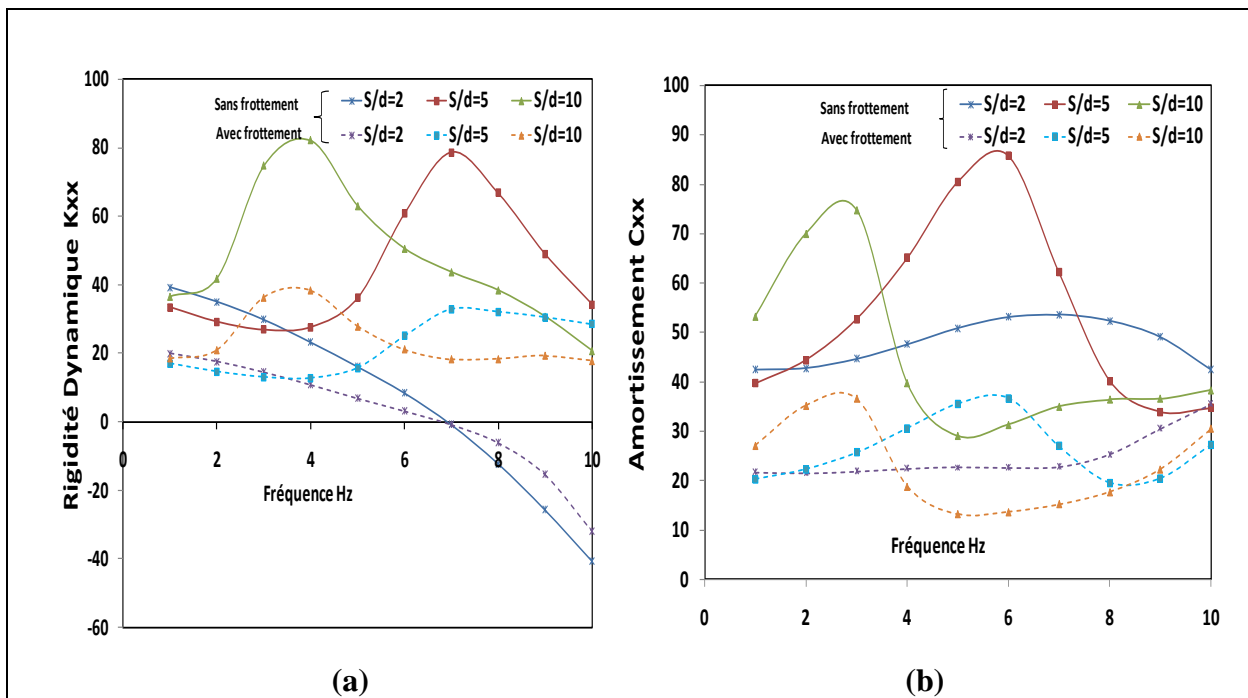 Rigidité Dynamique Kxx
100
80
60
40
20
0
-20
-40
-60
0
2
4
6
8
10
Fréquence Hz
Sans frottement
S/d=2
S/d=5
S/d=10
Avec frottement
S/d=2
S/d=5
S/d=10
(a)
Amortissement Cxx
100
90
80
70
60
50
40
30
20
10
0
0
2
4
6
8
10
Fréquence Hz
Sans frottement
S/d=2
S/d=5
S/d=10
Avec frottement
S/d=2
S/d=5
S/d=10
(b)